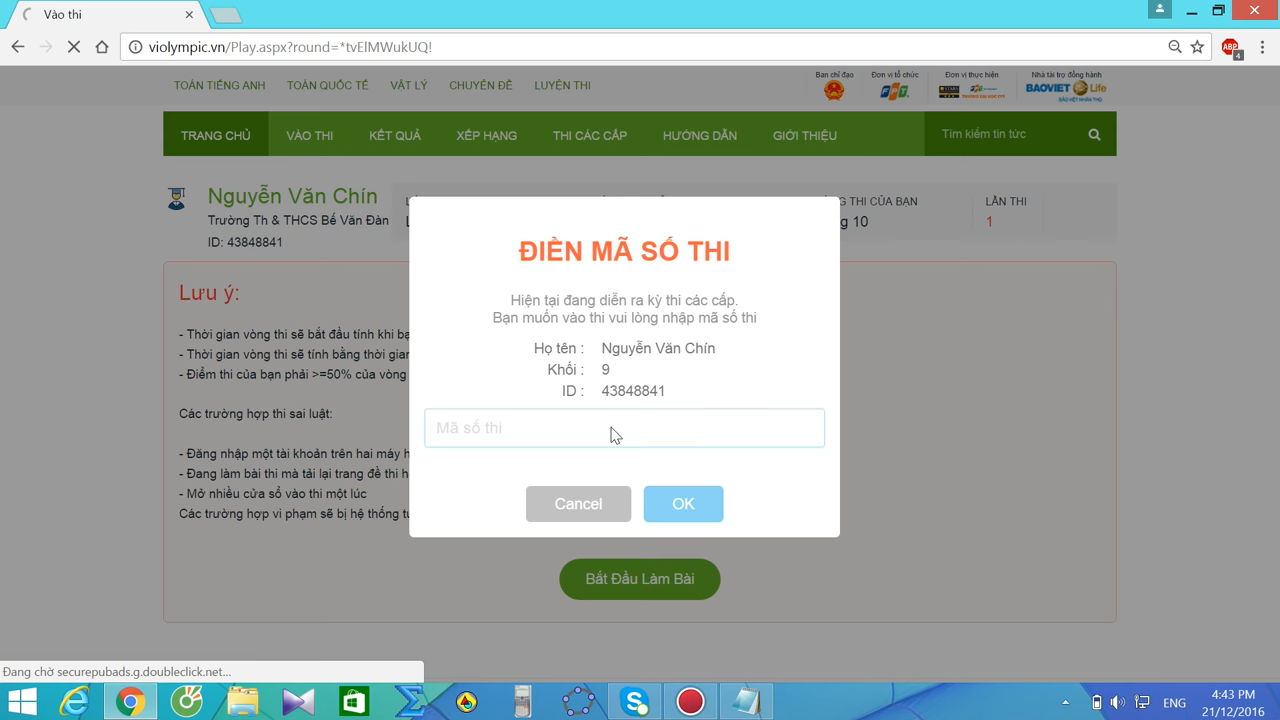 Vào thi
violympic.vn/Play.aspx?round=*tvElMWukUQ!
ABP
4
TOÁN TIẾNG ANH VẬT LÝ CHUYÊN ĐỀ LUYỆN THI
TOÁN QUỐC TẾ
Ban chỉ đạo Đơn vị tổ chức Đơn vị thực hiện Nhà tài trợ đồng hành
FPT
BAOVIET Life
TRANG CHỦ VÀO THI KẾT QUẢ XẾP HẠNG THI CÁC CẤP HƯỚNG DẪN GIỚI THIỆU Tìm kiếm tin tức
Nguyễn Văn Chín
Trường Th & THCS Bế Văn Đàn
ID: 43848841
THI CỦA BẠN LẦN THI
10 1
Lưu ý:
- Thời gian vòng thi sẽ bắt đầu tính khi
- Thời gian vòng thi sẽ tính bằng thời gian
- Điểm thi của bạn phải >=50% của vòng
Các trường hợp thi sai luật:
- Đăng nhập một tài khoản trên hai máy
- Đang làm bài thi mà tải lại trang đề thi
- Mở nhiều cửa sổ vào thi một lúc
Các trường hợp vi phạm sẽ bị hệ thống
ĐIỀN MÃ SỐ THI
Hiện tại đang diễn ra kỳ thi các cấp.
Bạn muốn vào thi vui lòng nhập mã số thi
Họ tên : Nguyễn Văn Chín
Khối : 9
ID : 43848841
Mã số thi
Cancel OK
Bắt Đầu Làm Bài
Đang chờ securepubads.g.doubleclick.net...
ENG
4:43 PM
21/12/2016